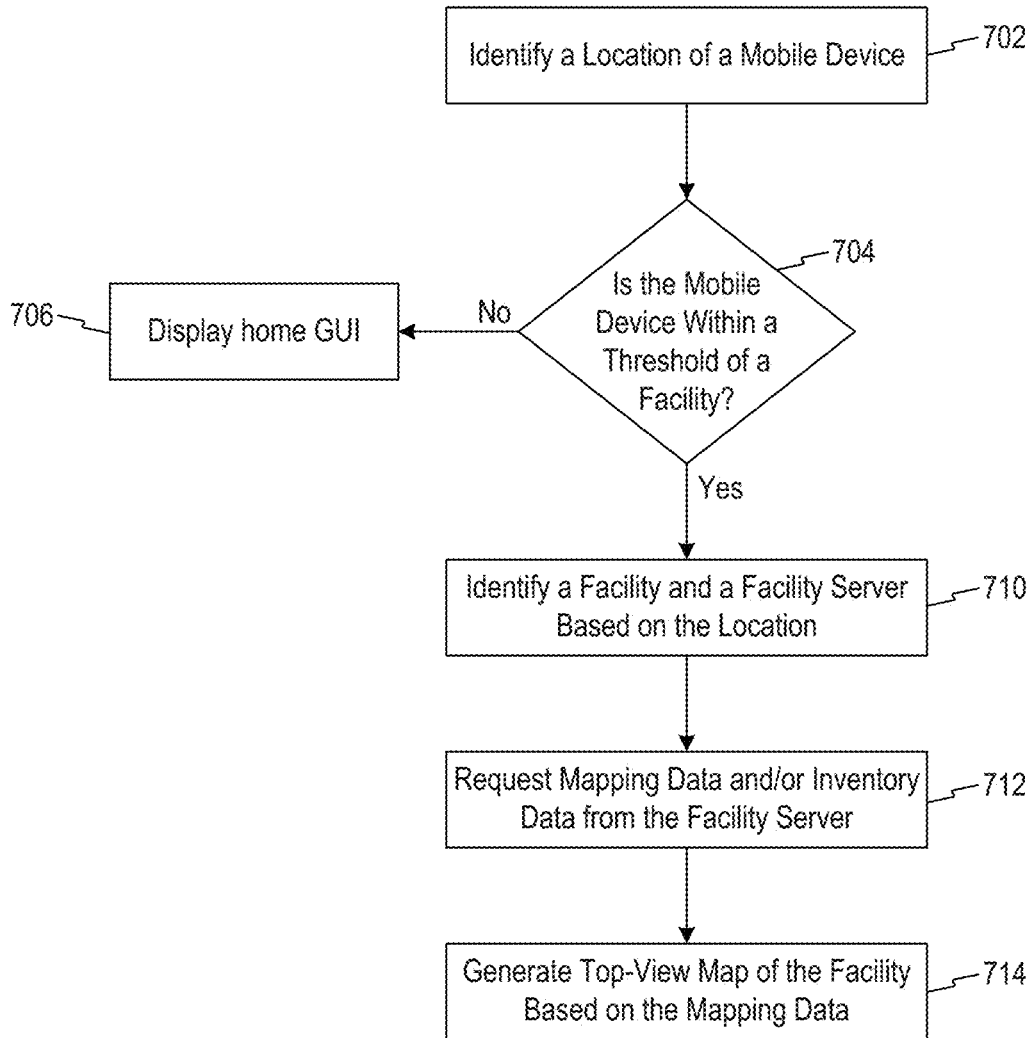 Identify a Location of a Mobile Device
702
Is the Mobile
Device Within a
Threshold of a
Facility?
704
No
Display home GUI
706
Yes
Identify a Facility and a Facility Server
Based on the Location
710
Request Mapping Data and/or Inventory
Data from the Facility Server
712
Generate Top-View Map of the Facility
Based on the Mapping Data
714